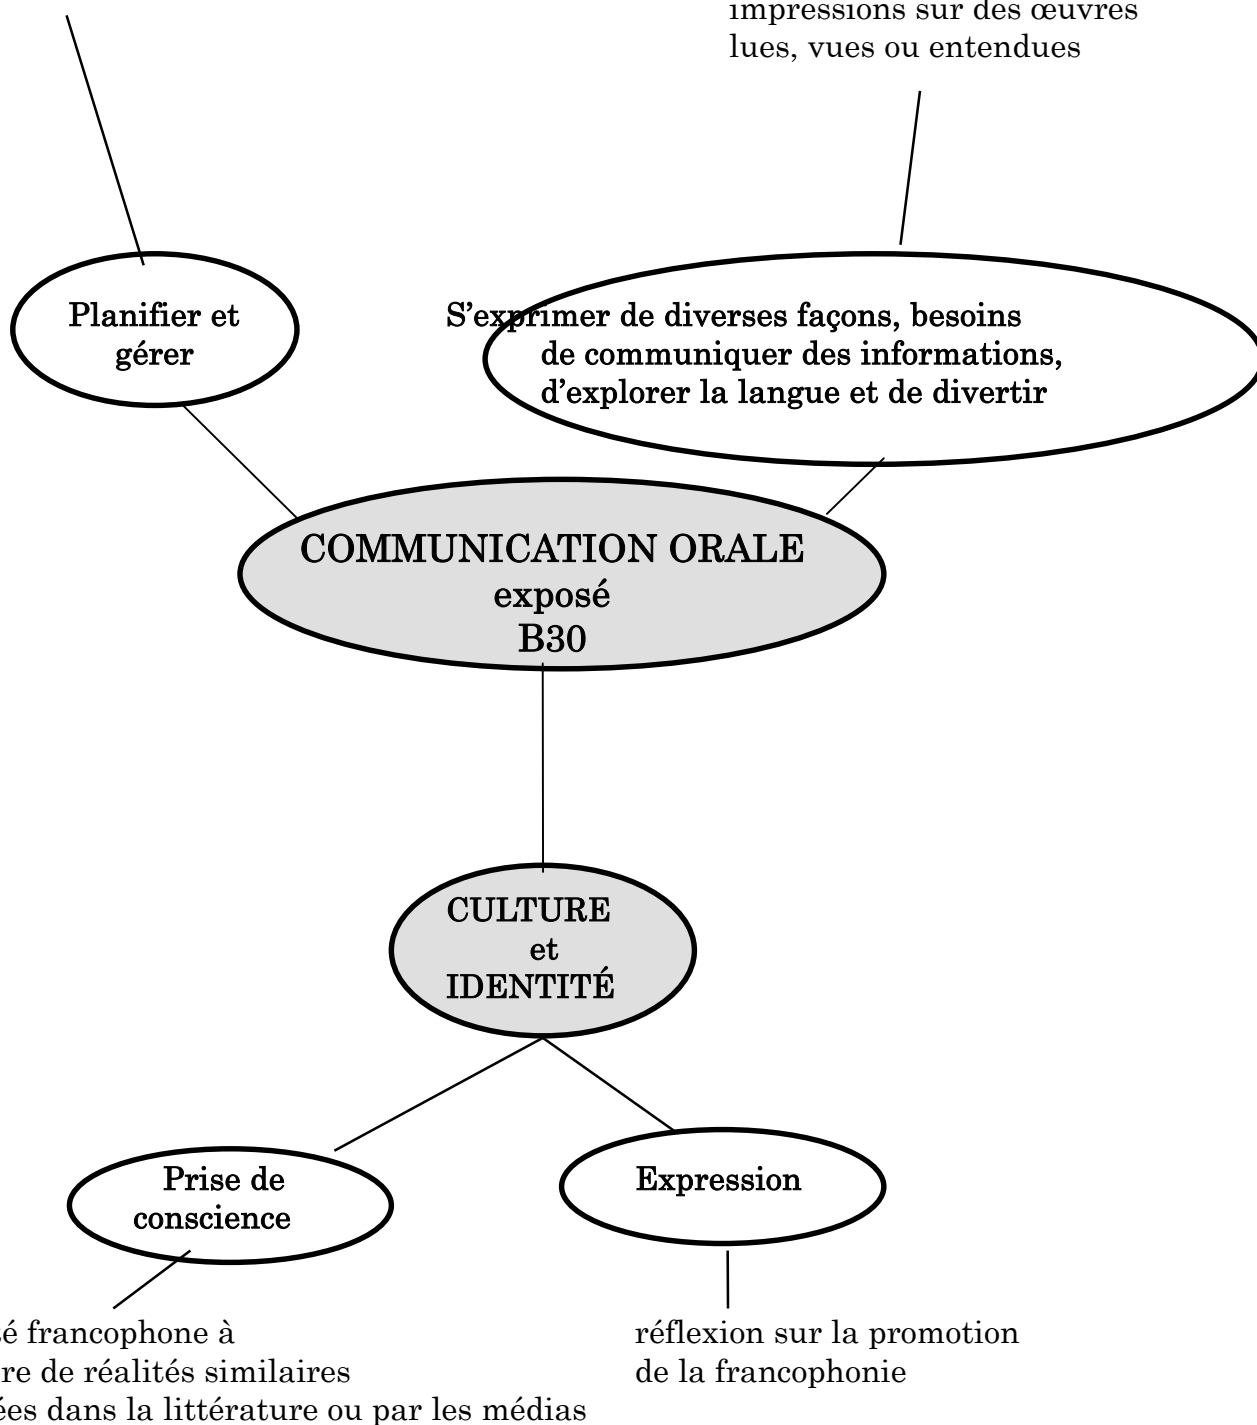 impressions sur des œuvres
lues, vues ou entendues
Planifier et
gérer
S'exprimer de diverses façons, besoins
de communiquer des informations,
d'explorer la langue et de divertir
COMMUNICATION ORALE
exposé
B30
CULTURE
et
IDENTITÉ
Prise de
conscience
Expression
francophone à
de réalités similaires
dans la littérature ou par les médias
réflexion sur la promotion
de la francophonie